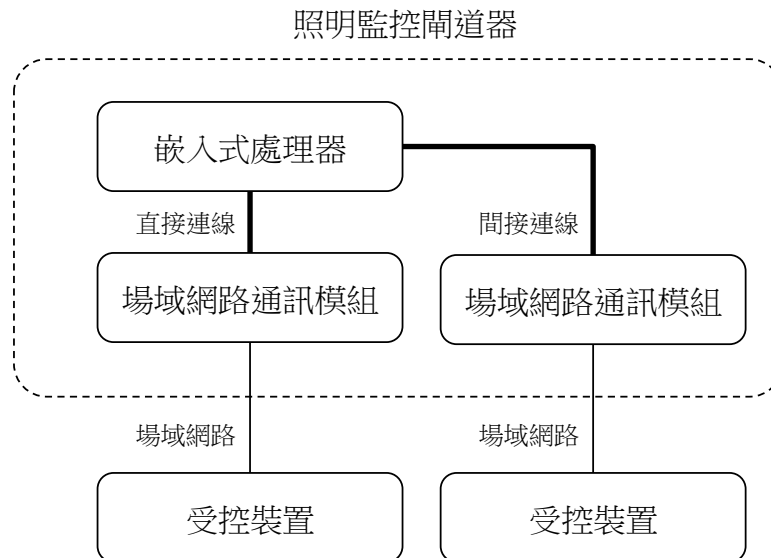 照明監控閘道器
嵌入式處理器
直接連線
間接連線
場域網路通訊模組
場域網路通訊模組
場域網路
場域網路
受控裝置
受控裝置